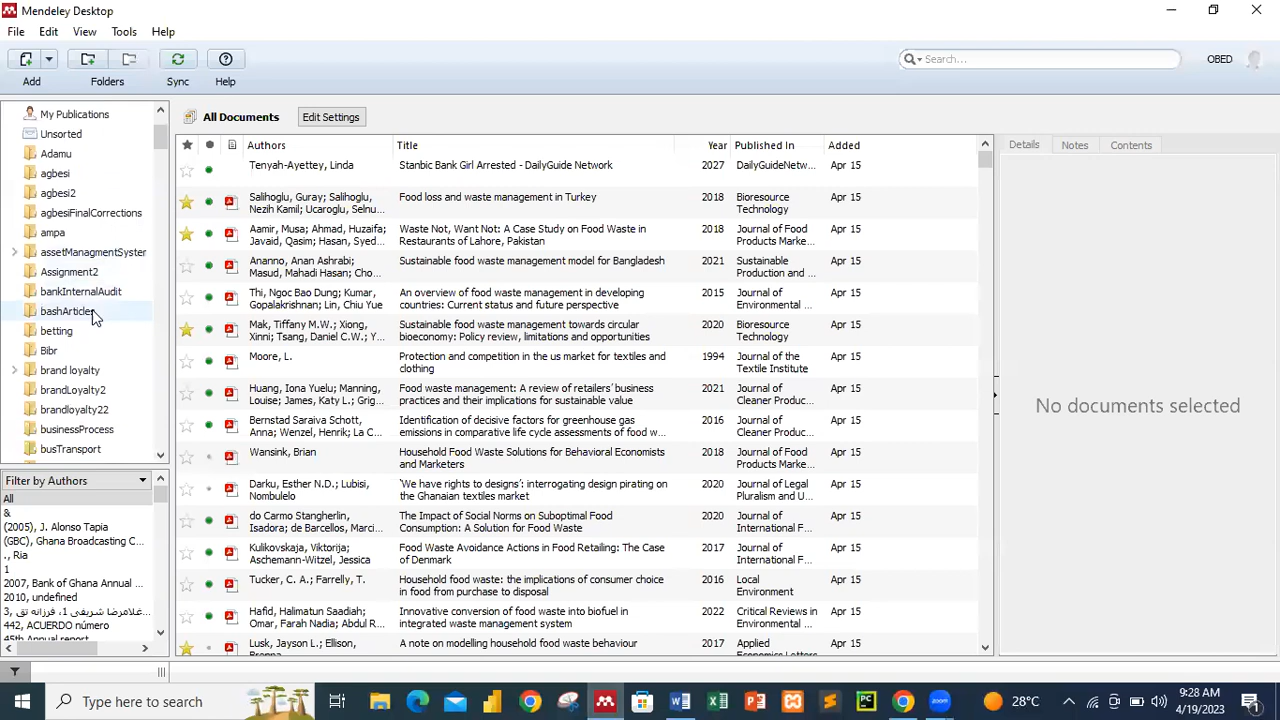 Mendeley Desktop
File Edit View Tools Help
Search... OBED
Add Folders Sync Help
My Publications
Unsorted
Adamu
agbesi
agbesi2
agbesiFinalCorrections
ampa
assetManagmentSyster
Assignment2
bankInternalAudit
bashArticles
betting
Bibr
brand loyalty
brandLoyalty2
brandloyalty22
businessProcess
busTransport
Filter by Authors
All
&
(2005), J. Alonso Tapia
(GBC), Ghana Broadcasting C...
., Ria
1
2007, Bank of Ghana Annual ...
2010, undefined
442, ACUERDO número
45th Annual report
All Documents Edit Settings
Authors Title Year Published In Added
Tenyah-Ayettey, Linda Stanbic Bank Girl Arrested - DailyGuide Network 2027 DailyGuideNetw... Apr 15
Salihoglu, Guray; Salihoglu, Food loss and waste management in Turkey 2018 Bioresource Apr 15
Nezih Kamil; Ucaroglu, Selnu... Technology
Aamir, Musa; Ahmad, Huzaifa; Waste Not, Want Not: A Case Study on Food Waste in 2018 Journal of Food Apr 15
Javaid, Qasim; Hasan, Syed... Restaurants of Lahore, Pakistan Products Marke...
Ananno, Anan Ashrabi; Sustainable food waste management model for Bangladesh 2021 Sustainable Apr 15
Masud, Mahadi Hasan; ... Production and ...
Thi, Ngoc Bao Dung; Kumar, An overview of food waste management in developing 2015 Journal of Apr 15
Gopalakrishnan; Lin, Chiu Yue countries: Current status and future perspective Environmental ...
Mak, Tiffany M.W.; Xiong, Sustainable food waste management towards circular 2020 Bioresource Apr 15
Xinni; Tsang, Daniel C.W.; Y... bioeconomy: Policy review, limitations and opportunities Technology
Moore, L. Protection and competition in the us market for textiles and 1994 Journal of the Apr 15
clothing Textile Institute
Huang, Iona Yuelu; Manning, Food waste management: A review of retailers' business 2021 Journal of Apr 15
Louise; James, Katy L.; Grig... practices and their implications for sustainable value Cleaner Produc...
Bernstad Saraiva Schott, Identification of decisive factors for greenhouse gas 2016 Journal of Apr 15
Anna; Wenzel, Henrik; La C... emissions in comparative life cycle assessments of food w... Cleaner Produc...
Wansink, Brian Household Food Waste Solutions for Behavioral Economists 2018 Journal of Food Apr 15
and Marketers Products Marke...
Darku, Esther N.D.; Lubisi, 'We have rights to designs': interrogating design pirating on 2020 Journal of Legal Apr 15
Nombulelo the Ghanaian textiles market Pluralism and U...
do Carmo Stangherlin, The Impact of Social Norms on Suboptimal Food 2020 Journal of Apr 15
Isadora; de Barcellos, Marci... Consumption: A Solution for Food Waste International F...
Kulikovskaja, Viktorija; Food Waste Avoidance Actions in Food Retailing: The Case 2017 Journal of Apr 15
Aschemann-Witzel, Jessica of Denmark International F...
Tucker, C. A.; Farrelly, T. Household food waste: the implications of consumer choice 2016 Local Apr 15
in food from purchase to disposal Environment
Hafid, Halimatun Saadiah; Innovative conversion of food waste into biofuel in 2022 Critical Reviews in Apr 15
Omar, Farah Nadia; Abdul R... integrated waste management system Environmental ...
Lusk, Jayson L.; Ellison, A note on modelling household food waste behaviour 2017 Applied Apr 15
Brenna Economics Letters
Details Notes Contents
No documents selected
Type here to search 28°C 9:28 AM
4/19/2023